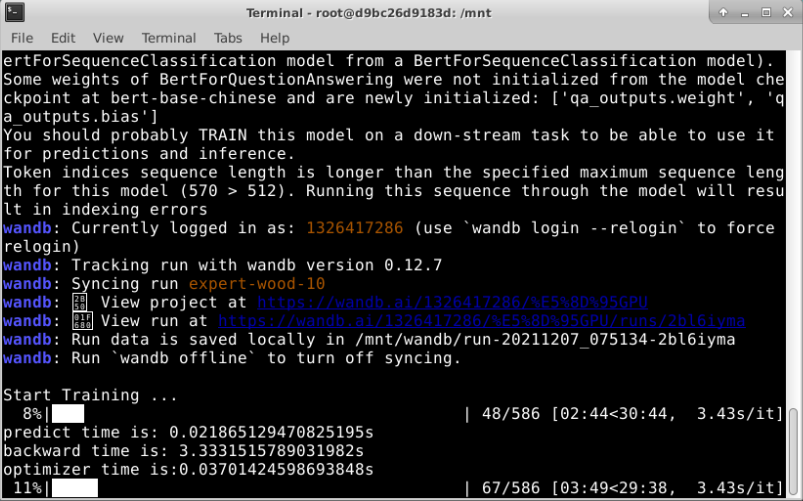 Terminal - root@d9bc26d9183d: /mnt
File Edit View Terminal Tabs Help
ertForSequenceClassification model from a BertForSequenceClassification model).
Some weights of BertForQuestionAnswering were not initialized from the model che
ckpoint at bert-base-chinese and are newly initialized: ['qa_outputs.weight', 'q
a_outputs.bias']
You should probably TRAIN this model on a down-stream task to be able to use it
for predictions and inference.
Token indices sequence length is longer than the specified maximum sequence leng
th for this model (570 > 512). Running this sequence through the model will resu
lt in indexing errors
wandb: Currently logged in as: 1326417286 (use `wandb login --relogin` to force
relogin)
wandb: Tracking run with wandb version 0.12.7
wandb: Syncing run expert-wood-10
wandb: View project at https://wandb.ai/1326417286/%E5%8D%95GPU
wandb: View run at https://wandb.ai/1326417286/%E5%8D%95GPU/runs/2bl6iyma
wandb: Run data is saved locally in /mnt/wandb/run-20211207_075134-2bl6iyma
wandb: Run `wandb offline` to turn off syncing.
Start Training ...
8%| | 48/586 [02:44<30:44, 3.43s/it]
predict time is: 0.021865129470825195s
backward time is: 3.3331515789031982s
optimizer time is:0.03701424598693848s
11%| | 67/586 [03:49<29:38, 3.43s/it]